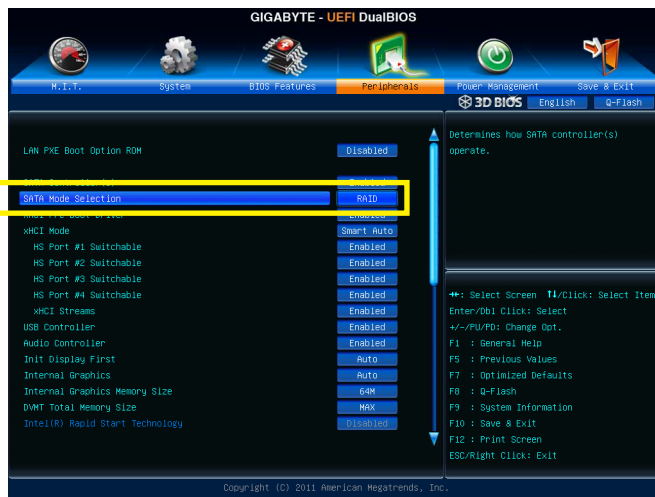 GIGABYTE - UEFI DualBIOS
M.I.T. System BIOS Features Peripherals Power Management Save & Exit
3D BIOS English Q-Flash
LAN PXE Boot Option ROM Disabled
SATA Mode Selection RAID
xHCI Mode Smart Auto
HS Port #1 Switchable Enabled
HS Port #2 Switchable Enabled
HS Port #3 Switchable Enabled
HS Port #4 Switchable Enabled
xHCI Streams Enabled
USB Controller Enabled
Audio Controller Enabled
Init Display First Auto
Internal Graphics Auto
Internal Graphics Memory Size 64M
DVMT Total Memory Size MAX
Intel(R) Rapid Start Technology Disabled
Determines how SATA controller(s)
operate.
→←: Select Screen ↑↓/Click: Select Item
Enter/Dbl Click: Select
+/-/PU/PD: Change Opt.
F1 : General Help
F5 : Previous Values
F7 : Optimized Defaults
F8 : Q-Flash
F9 : System Information
F10 : Save & Exit
F12 : Print Screen
ESC/Right Click: Exit
Copyright (C) 2011 American Megatrends, Inc.